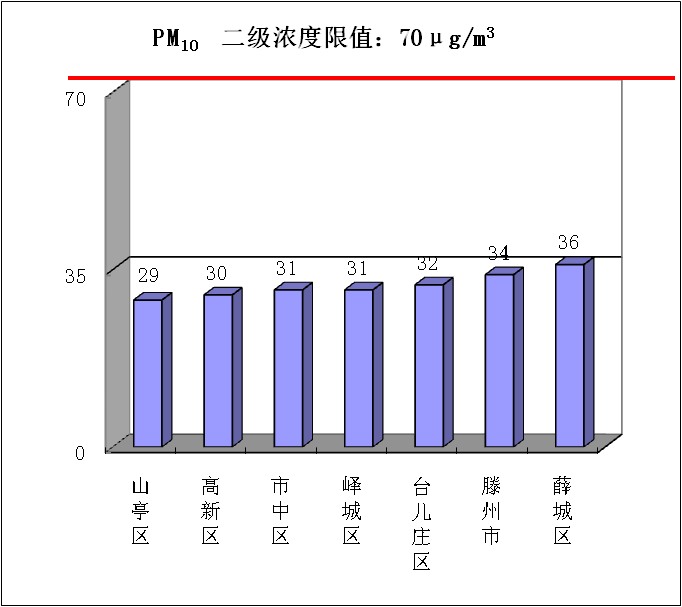 PM10 二级浓度限值：70μg/m³
70
35
0
29
30
31
31
32
34
36
山亭区
高新区
市中区
峄城区
台儿庄区
滕州市
薛城区